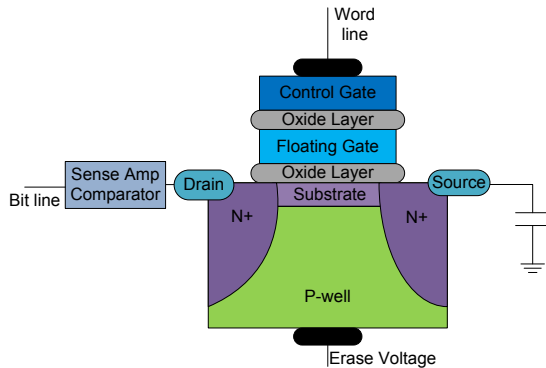 Word
line
Control Gate
Oxide Layer
Floating Gate
Oxide Layer
Sense Amp
Comparator
Drain
Source
Bit line
Substrate
N+
N+
P-well
Erase Voltage